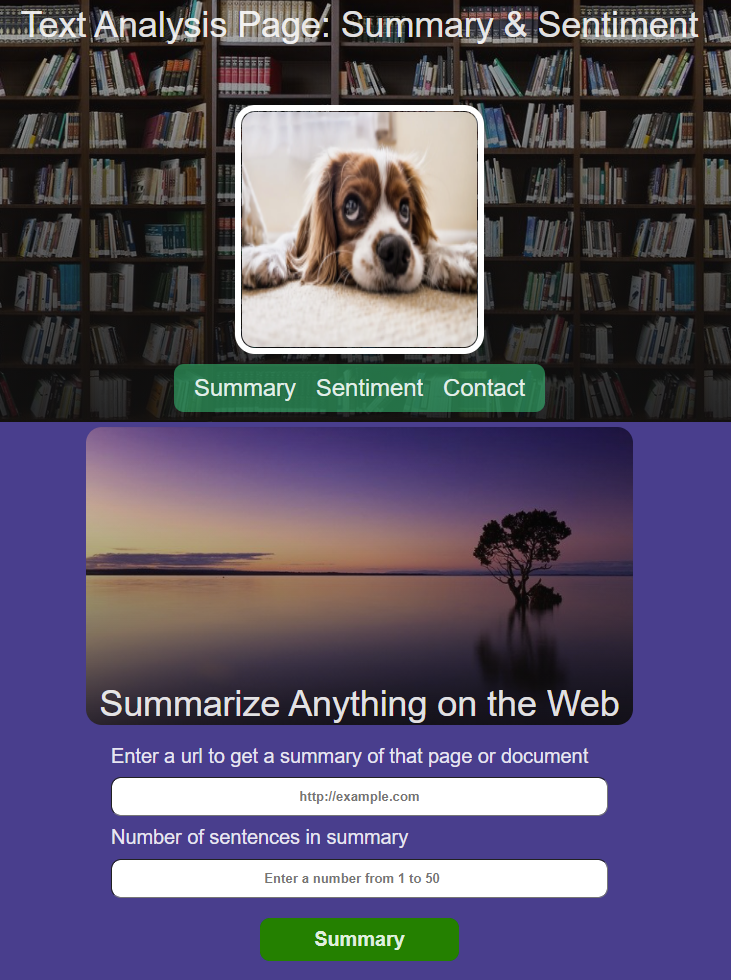 Text Analysis Page: Summary & Sentiment
Summary Sentiment Contact
Summarize Anything on the Web
Enter a url to get a summary of that page or document
http://example.com
Number of sentences in summary
Enter a number from 1 to 50
Summary